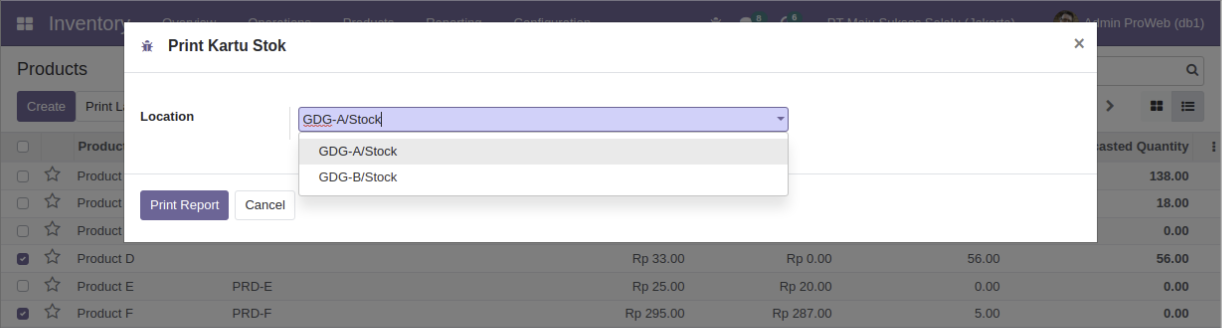 Inventory Overview Operations Products Reporting Configuration 6 6 PT Maju Sukses Selalu (Jakarta) Admin ProWeb (db1)
Print Kartu Stok ×
Products
Create Print La
Location GDG-A/Stock
GDG-A/Stock
GDG-B/Stock
Print Report Cancel
Produc asted Quantity
Product 138.00
Product 18.00
Product 0.00
Product D Rp 33.00 Rp 0.00 56.00 56.00
Product E PRD-E Rp 25.00 Rp 20.00 0.00 0.00
Product F PRD-F Rp 295.00 Rp 287.00 5.00 0.00